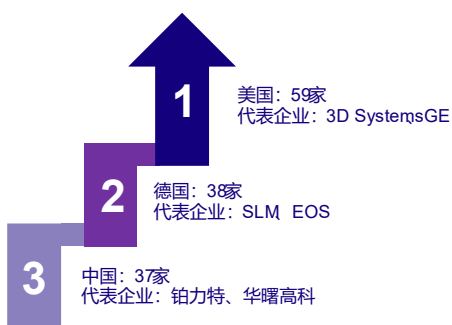 1
美国：59家
代表企业：3D Systems、GE
2
德国：38家
代表企业：SLM、EOS
3
中国：37家
代表企业：铂力特、华曙高科